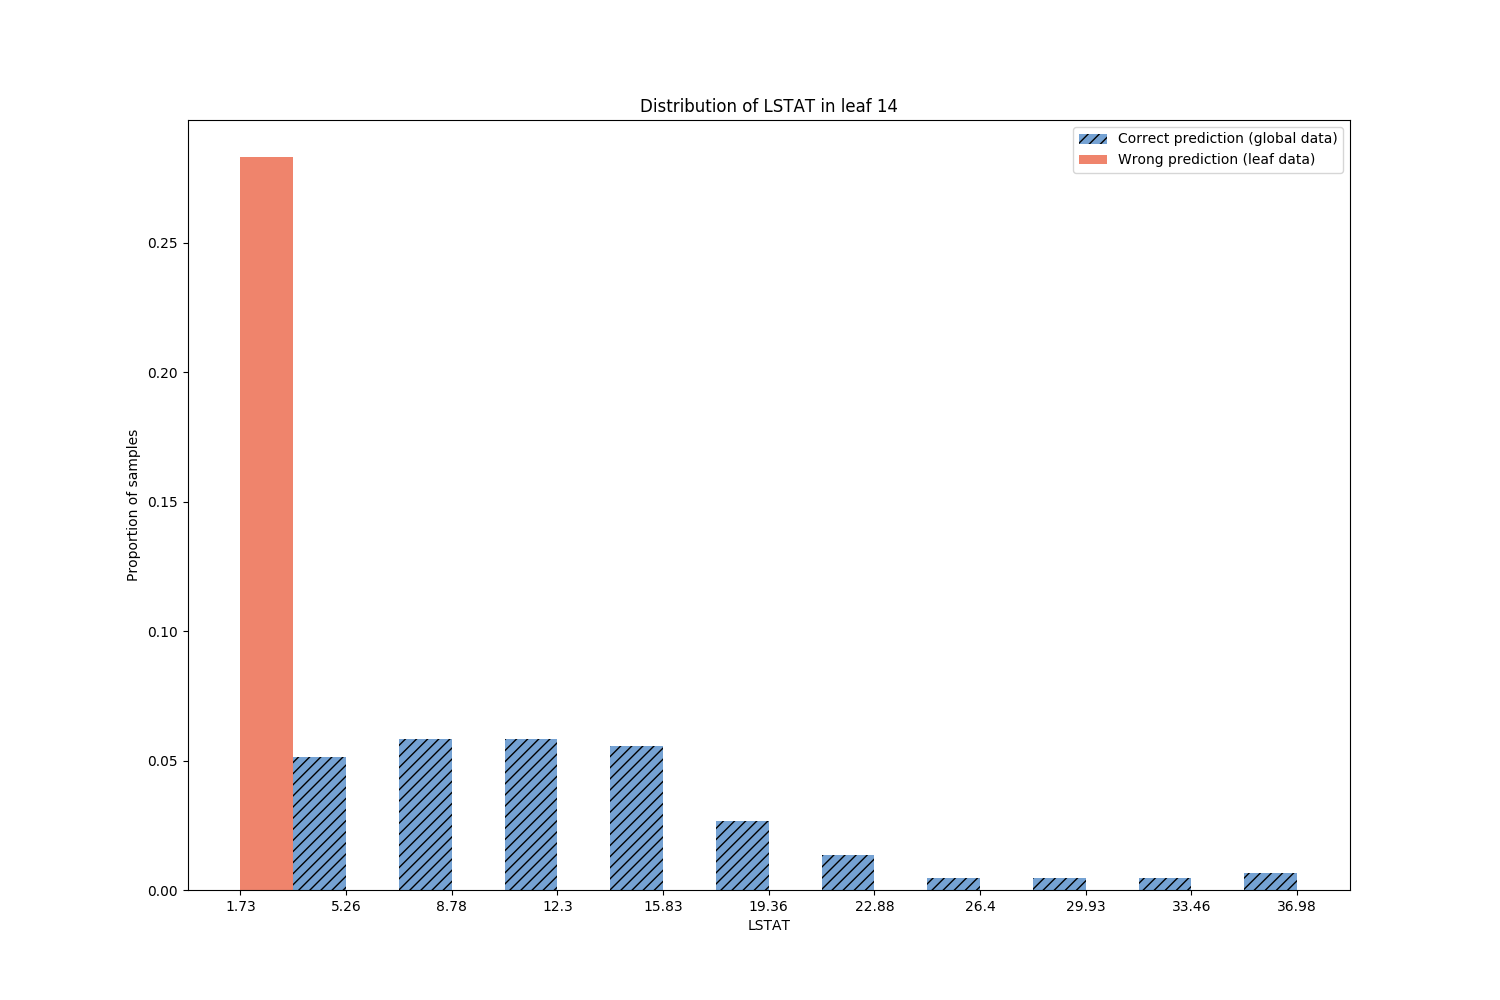 Distribution of LSTAT in leaf 14
Correct prediction (global data)
Wrong prediction (leaf data)
Proportion of samples
0.25
0.20
0.15
0.10
0.05
0.00
1.73 5.26 8.78 12.3 15.83 19.36 22.88 26.4 29.93 33.46 36.98
LSTAT